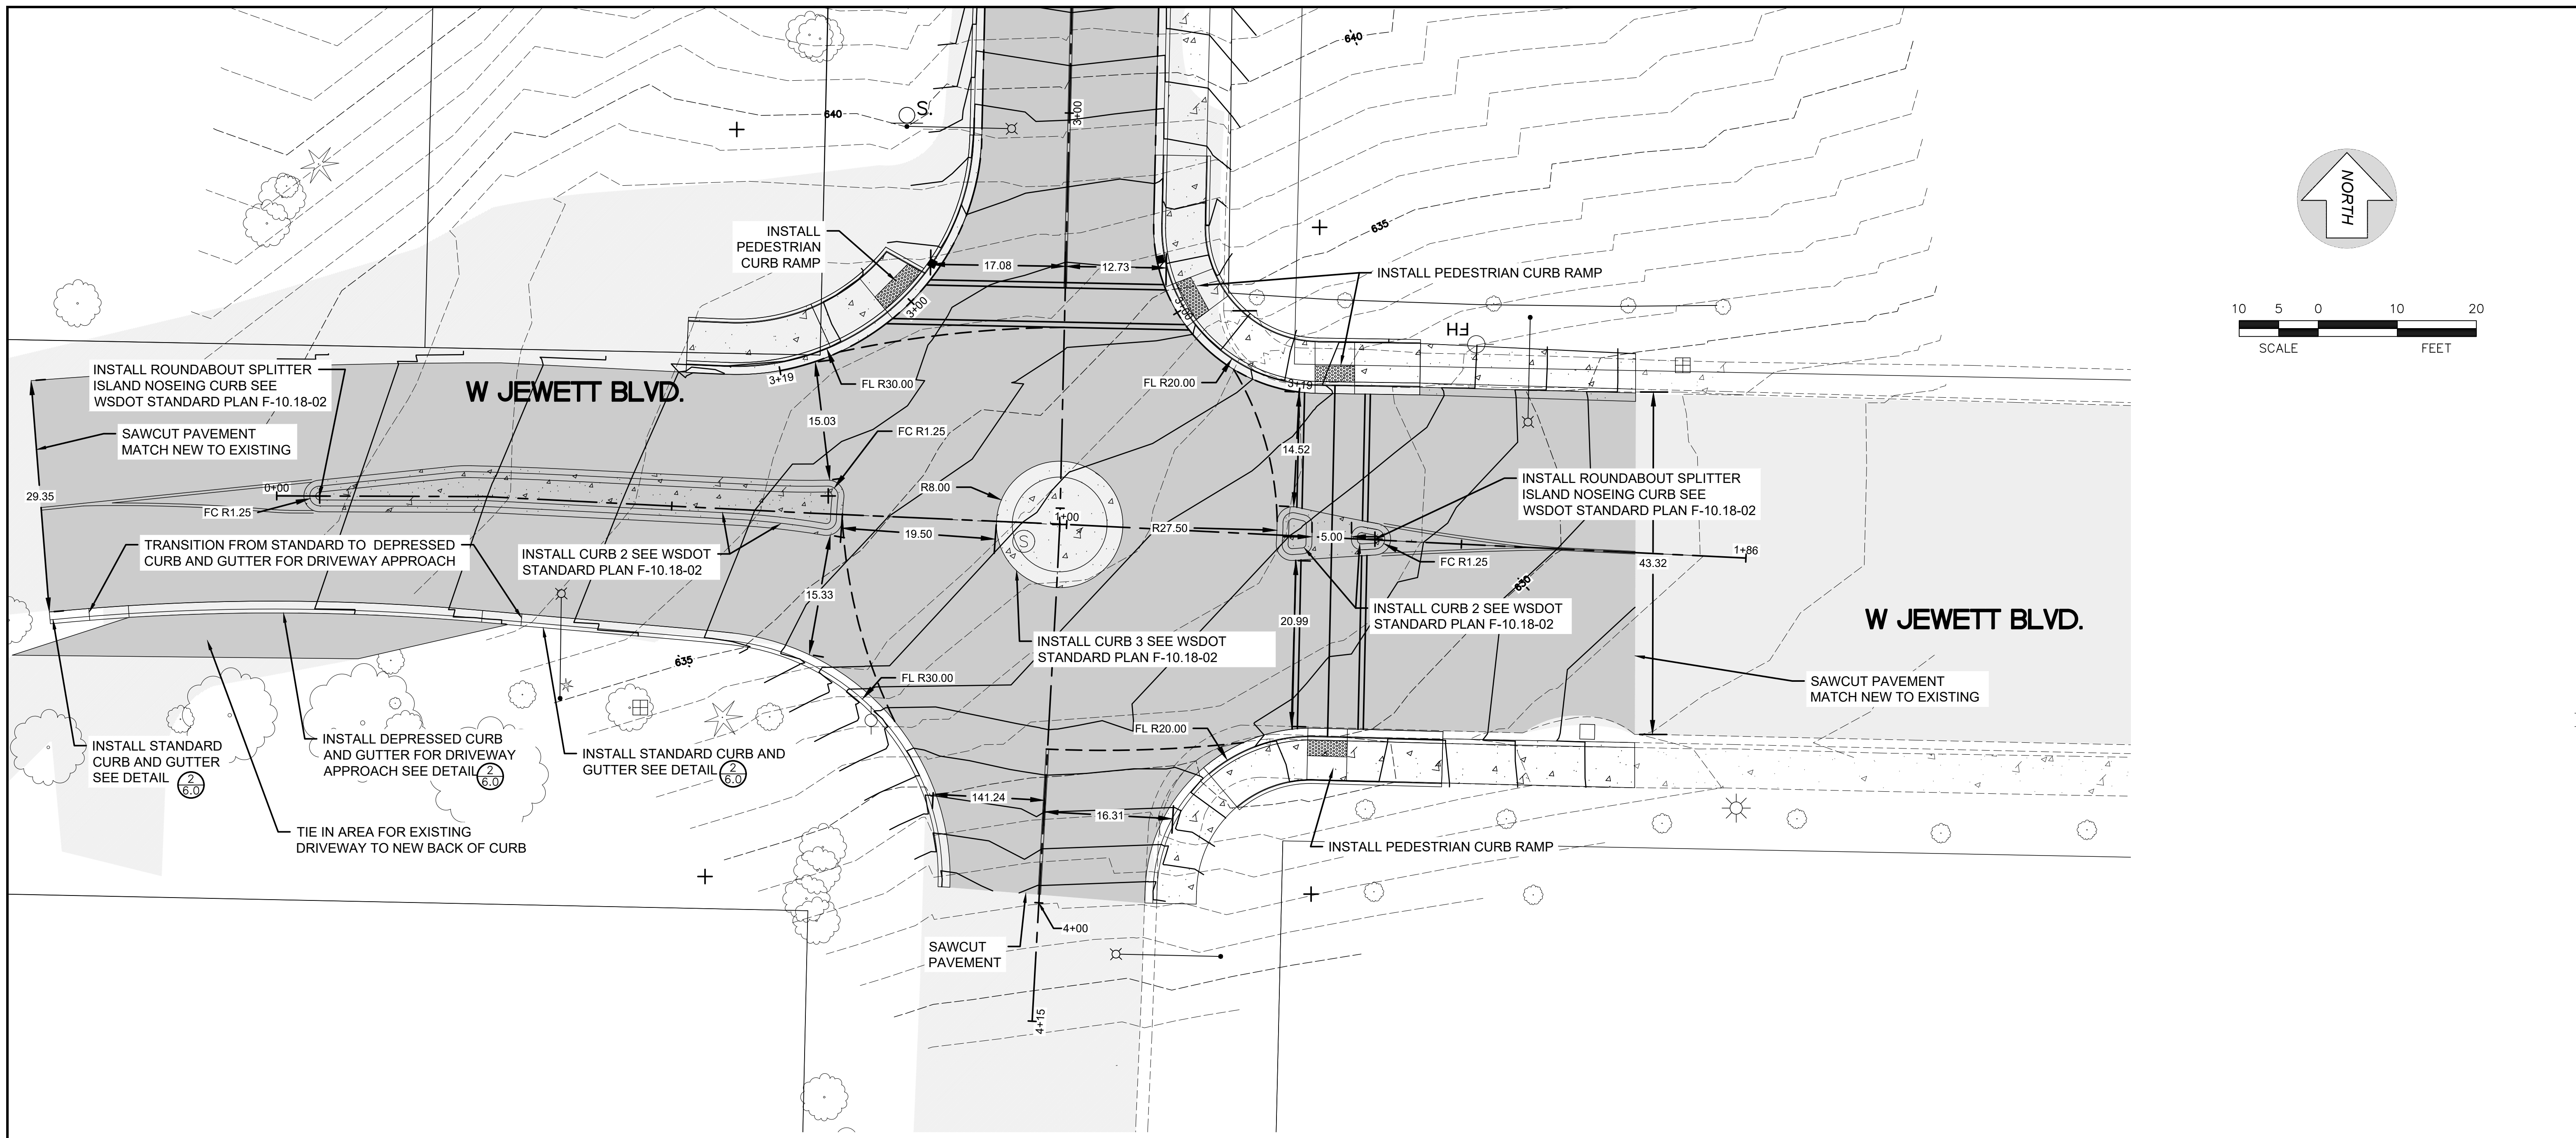 640
640
S.
3+00
NORTH
635
INSTALL
PEDESTRIAN
CURB RAMP
17.08
12.73
INSTALL PEDESTRIAN CURB RAMP
3+00
3+00
10 5 0 10 20
SCALE FEET
FH
INSTALL ROUNDABOUT SPLITTER
ISLAND NOSEING CURB SEE
WSDOT STANDARD PLAN F-10.18-02
W JEWETT BLVD.
3+19
FL R30.00
FL R20.00
3+19
SAWCUT PAVEMENT
MATCH NEW TO EXISTING
15.03
FC R1.25
14.52
29.35
0+00
FC R1.25
R8.00
INSTALL ROUNDABOUT SPLITTER
ISLAND NOSEING CURB SEE
WSDOT STANDARD PLAN F-10.18-02
1+00
R27.50
19.50
S
5.00
1+86
TRANSITION FROM STANDARD TO DEPRESSED
CURB AND GUTTER FOR DRIVEWAY APPROACH
INSTALL CURB 2 SEE WSDOT
STANDARD PLAN F-10.18-02
FC R1.25
43.32
630
15.33
20.99
INSTALL CURB 2 SEE WSDOT
STANDARD PLAN F-10.18-02
W JEWETT BLVD.
INSTALL CURB 3 SEE WSDOT
STANDARD PLAN F-10.18-02
635
FL R30.00
SAWCUT PAVEMENT
MATCH NEW TO EXISTING
FL R20.00
INSTALL STANDARD
CURB AND GUTTER
SEE DETAIL 2
6.0
INSTALL DEPRESSED CURB
AND GUTTER FOR DRIVEWAY
APPROACH SEE DETAIL 2
6.0
INSTALL STANDARD CURB AND
GUTTER SEE DETAIL 2
6.0
141.24
16.31
TIE IN AREA FOR EXISTING
DRIVEWAY TO NEW BACK OF CURB
INSTALL PEDESTRIAN CURB RAMP
4+00
SAWCUT
PAVEMENT
4+15